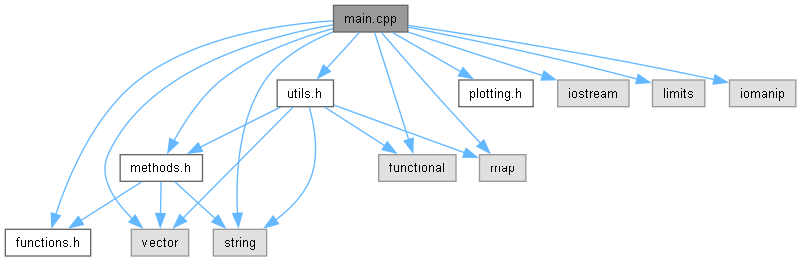 main.cpp
utils.h
plotting.h
iostream
limits
iomanip
methods.h
functional
map
functions.h
vector
string